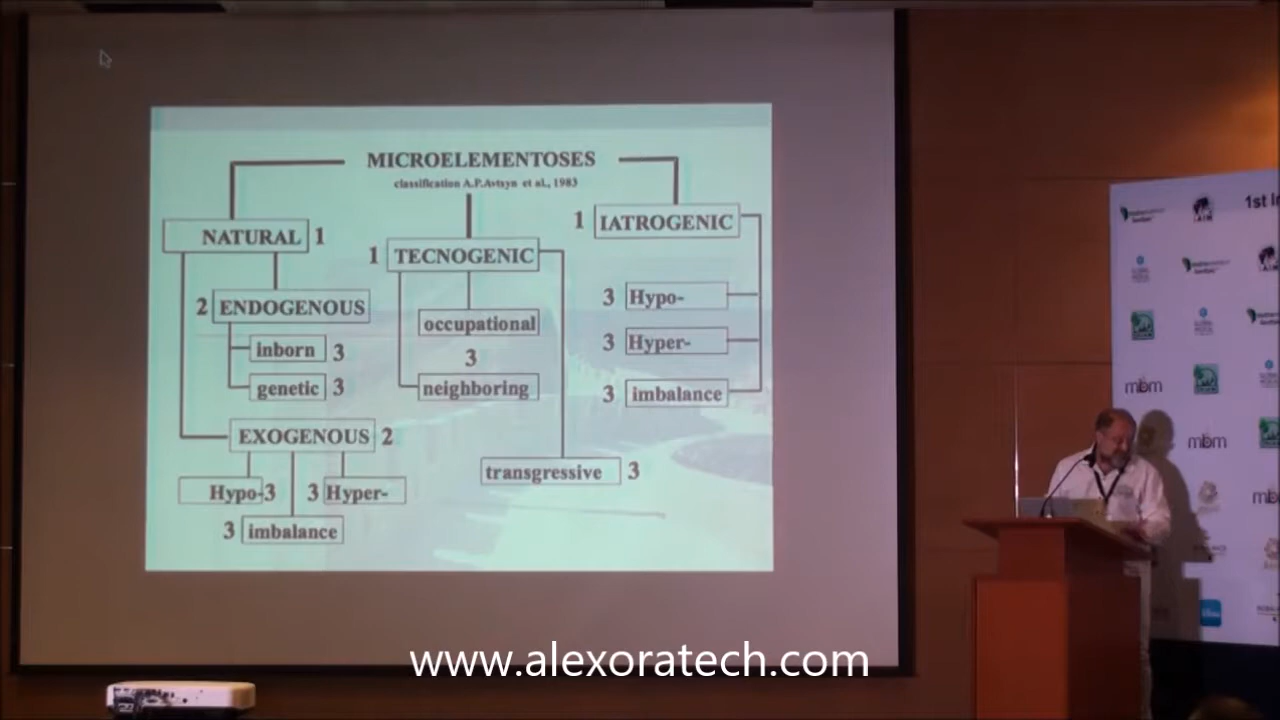 MICROELEMENTOSES
classification A.P.Avtsyn et al., 1983
NATURAL 1
1 TECNOGENIC
1 IATROGENIC
2 ENDOGENOUS
inborn 3
genetic 3
EXOGENOUS 2
Hypo-3
3 Hyper-
3 imbalance
occupational
3
neighboring
transgressive 3
3 Hypo-
3 Hyper-
3 imbalance
1st
mbm
mbm
www.alexoratech.com